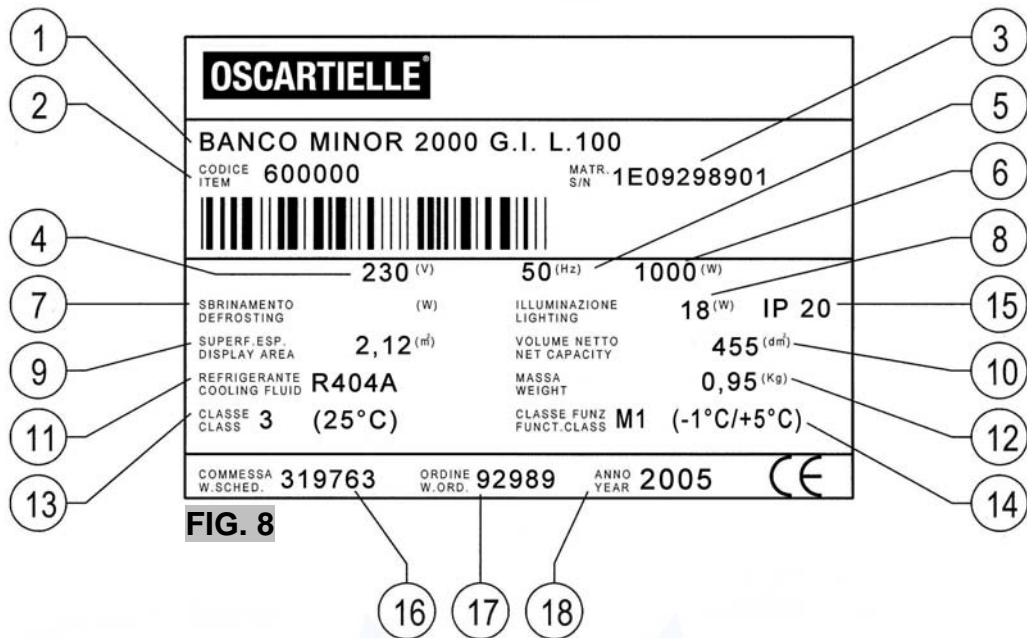 1
3
OSCARTIELLE®
2
5
BANCO MINOR 2000 G.I. L.100
CODICE ITEM 600000 MATR. S/N 1E09298901
6
4
8
230 (V) 50 (Hz) 1000 (W)
7
SBRINAMENTO DEFROSTING (W) ILLUMINAZIONE LIGHTING 18 (W) IP 20
15
SUPERF.ESP. DISPLAY AREA 2,12 (m²) VOLUME NETTO NET CAPACITY 455 (dm³)
9
10
REFRIGERANTE COOLING FLUID R404A MASSA WEIGHT 0,95 (Kg)
11
12
CLASSE CLASS 3 (25°C) CLASSE FUNZ FUNCT.CLASS M1 (-1°C/+5°C)
13
14
COMMESSA W.SCHED. 319763 ORDINE W.ORD. 92989 ANNO YEAR 2005 CE
FIG. 8
16 17 18